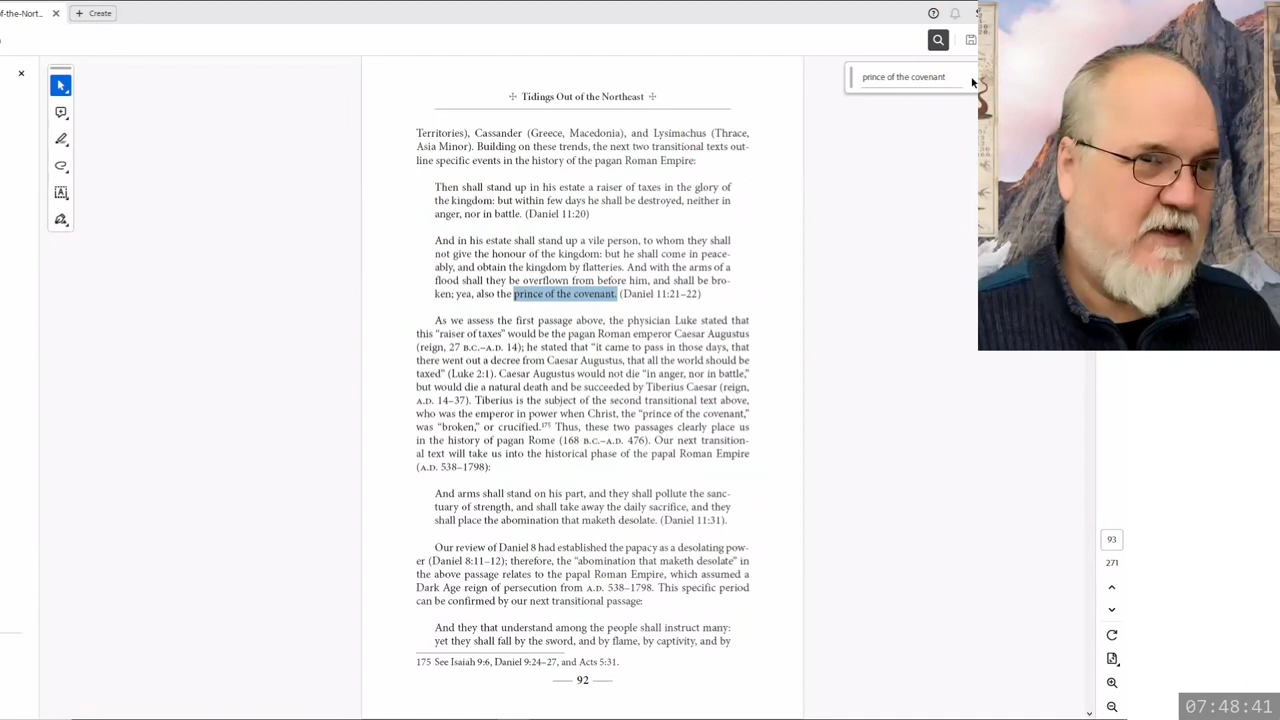 of-the-Nort...
Create
prince of the covenant
Tidings Out of the Northeast
Territories), Cassander (Greece, Macedonia), and Lysimachus (Thrace,
Asia Minor). Building on these trends, the next two transitional texts out-
line specific events in the history of the pagan Roman Empire:
Then shall stand up in his estate a raiser of taxes in the glory of
the kingdom: but within few days he shall be destroyed, neither in
anger, nor in battle. (Daniel 11:20)
And in his estate shall stand up a vile person, to whom they shall
not give the honour of the kingdom: but he shall come in peace-
ably, and obtain the kingdom by flatteries. And with the arms of a
flood shall they be overflown from before him, and shall be bro-
ken; yea, also the prince of the covenant. (Daniel 11:21–22)
As we assess the first passage above, the physician Luke stated that
this “raiser of taxes” would be the pagan Roman emperor Caesar Augustus
(reign, 27 B.C.–A.D. 14); he stated that “it came to pass in those days, that
there went out a decree from Caesar Augustus, that all the world should be
taxed” (Luke 2:1). Caesar Augustus would not die “in anger, nor in battle,”
but would die a natural death and be succeeded by Tiberius Caesar (reign,
A.D. 14–37). Tiberius is the subject of the second transitional text above,
who was the emperor in power when Christ, the “prince of the covenant,”
was “broken,” or crucified.175 Thus, these two passages clearly place us
in the history of pagan Rome (168 B.C.–A.D. 476). Our next transition-
al text will take us into the historical phase of the papal Roman Empire
(A.D. 538–1798):
And arms shall stand on his part, and they shall pollute the sanc-
tuary of strength, and shall take away the daily sacrifice, and they
shall place the abomination that maketh desolate. (Daniel 11:31).
Our review of Daniel 8 had established the papacy as a desolating pow-
er (Daniel 8:11–12); therefore, the “abomination that maketh desolate” in
the above passage relates to the papal Roman Empire, which assumed a
Dark Age reign of persecution from A.D. 538–1798. This specific period
can be confirmed by our next transitional passage:
And they that understand among the people shall instruct many:
yet they shall fall by the sword, and by flame, by captivity, and by
175 See Isaiah 9:6, Daniel 9:24–27, and Acts 5:31.
92
93
271
07:48:41